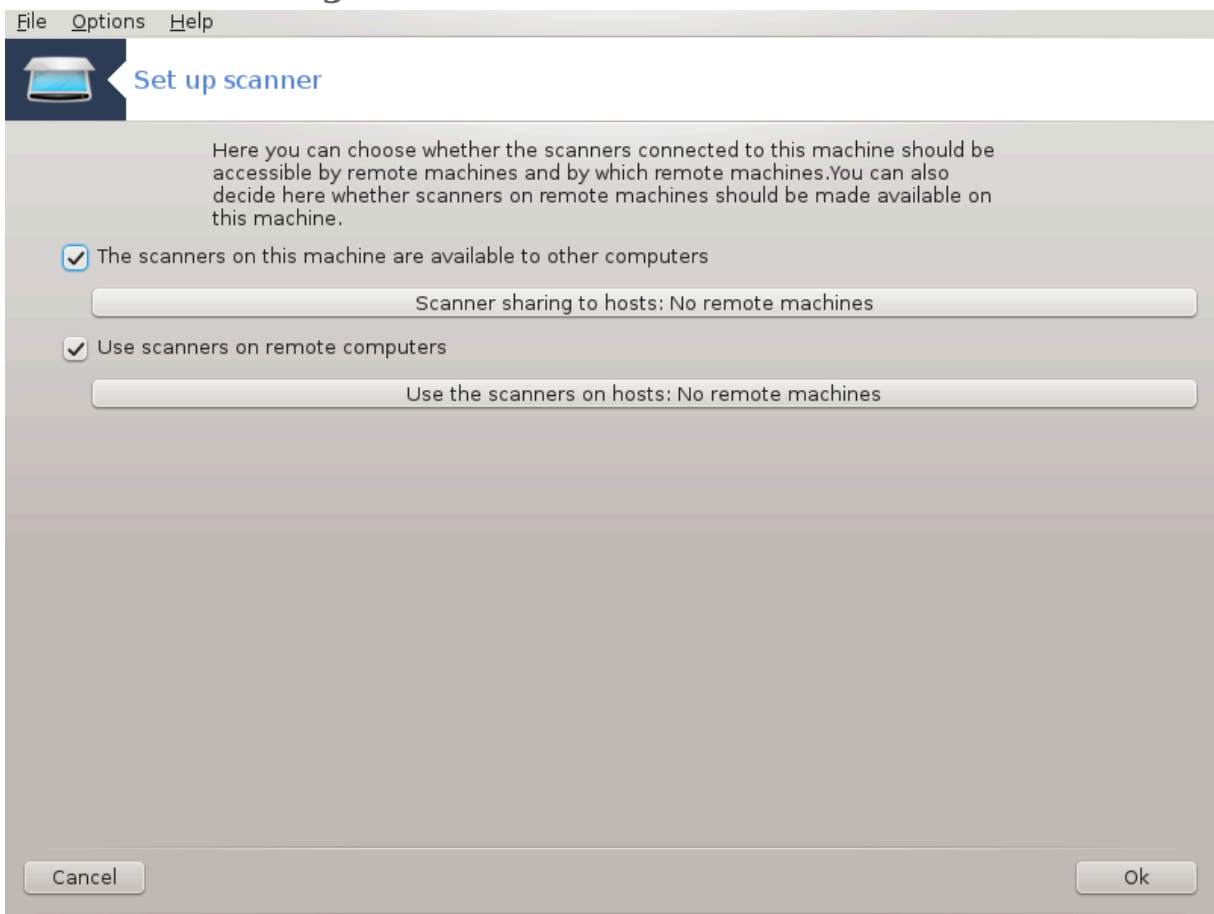 File Options Help
Set up scanner
Here you can choose whether the scanners connected to this machine should be
accessible by remote machines and by which remote machines.You can also
decide here whether scanners on remote machines should be made available on
this machine.
The scanners on this machine are available to other computers
Scanner sharing to hosts: No remote machines
Use scanners on remote computers
Use the scanners on hosts: No remote machines
Cancel Ok